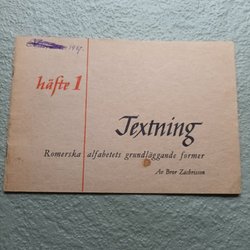 häfte 1
Textning
Romerska alfabetets grundläggande former
Av Bror Zachrisson